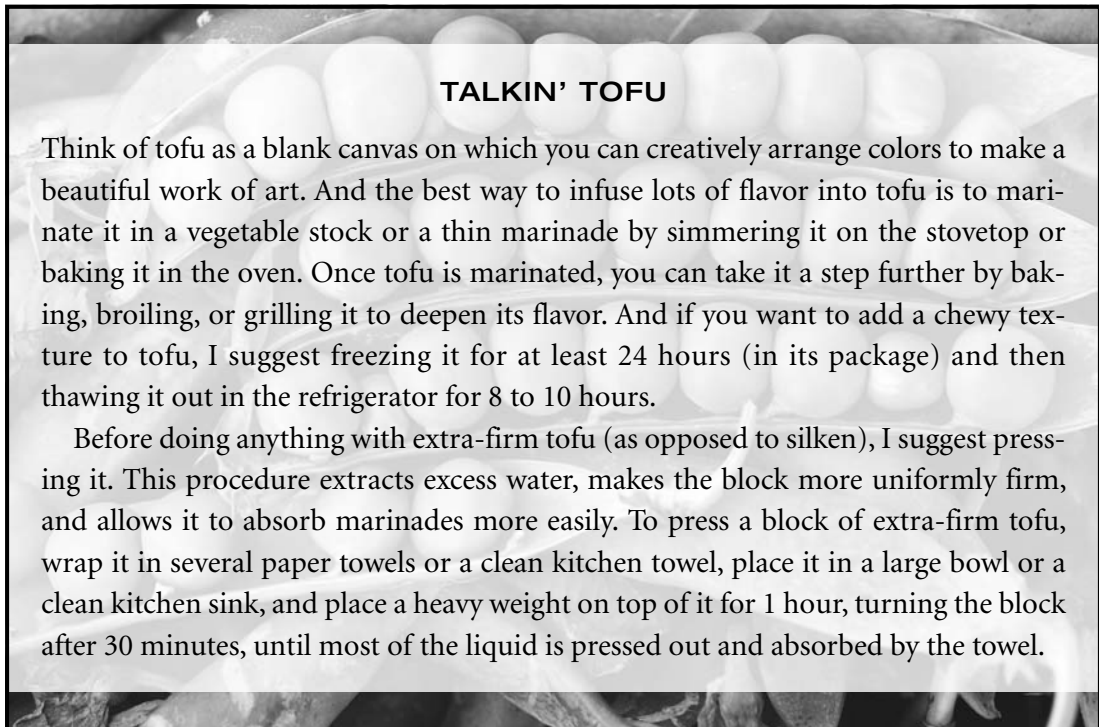 TALKIN’ TOFU
Think of tofu as a blank canvas on which you can creatively arrange colors to make a
beautiful work of art. And the best way to infuse lots of flavor into tofu is to mari-
nate it in a vegetable stock or a thin marinade by simmering it on the stovetop or
baking it in the oven. Once tofu is marinated, you can take it a step further by bak-
ing, broiling, or grilling it to deepen its flavor. And if you want to add a chewy tex-
ture to tofu, I suggest freezing it for at least 24 hours (in its package) and then
thawing it out in the refrigerator for 8 to 10 hours.
Before doing anything with extra-firm tofu (as opposed to silken), I suggest press-
ing it. This procedure extracts excess water, makes the block more uniformly firm,
and allows it to absorb marinades more easily. To press a block of extra-firm tofu,
wrap it in several paper towels or a clean kitchen towel, place it in a large bowl or a
clean kitchen sink, and place a heavy weight on top of it for 1 hour, turning the block
after 30 minutes, until most of the liquid is pressed out and absorbed by the towel.